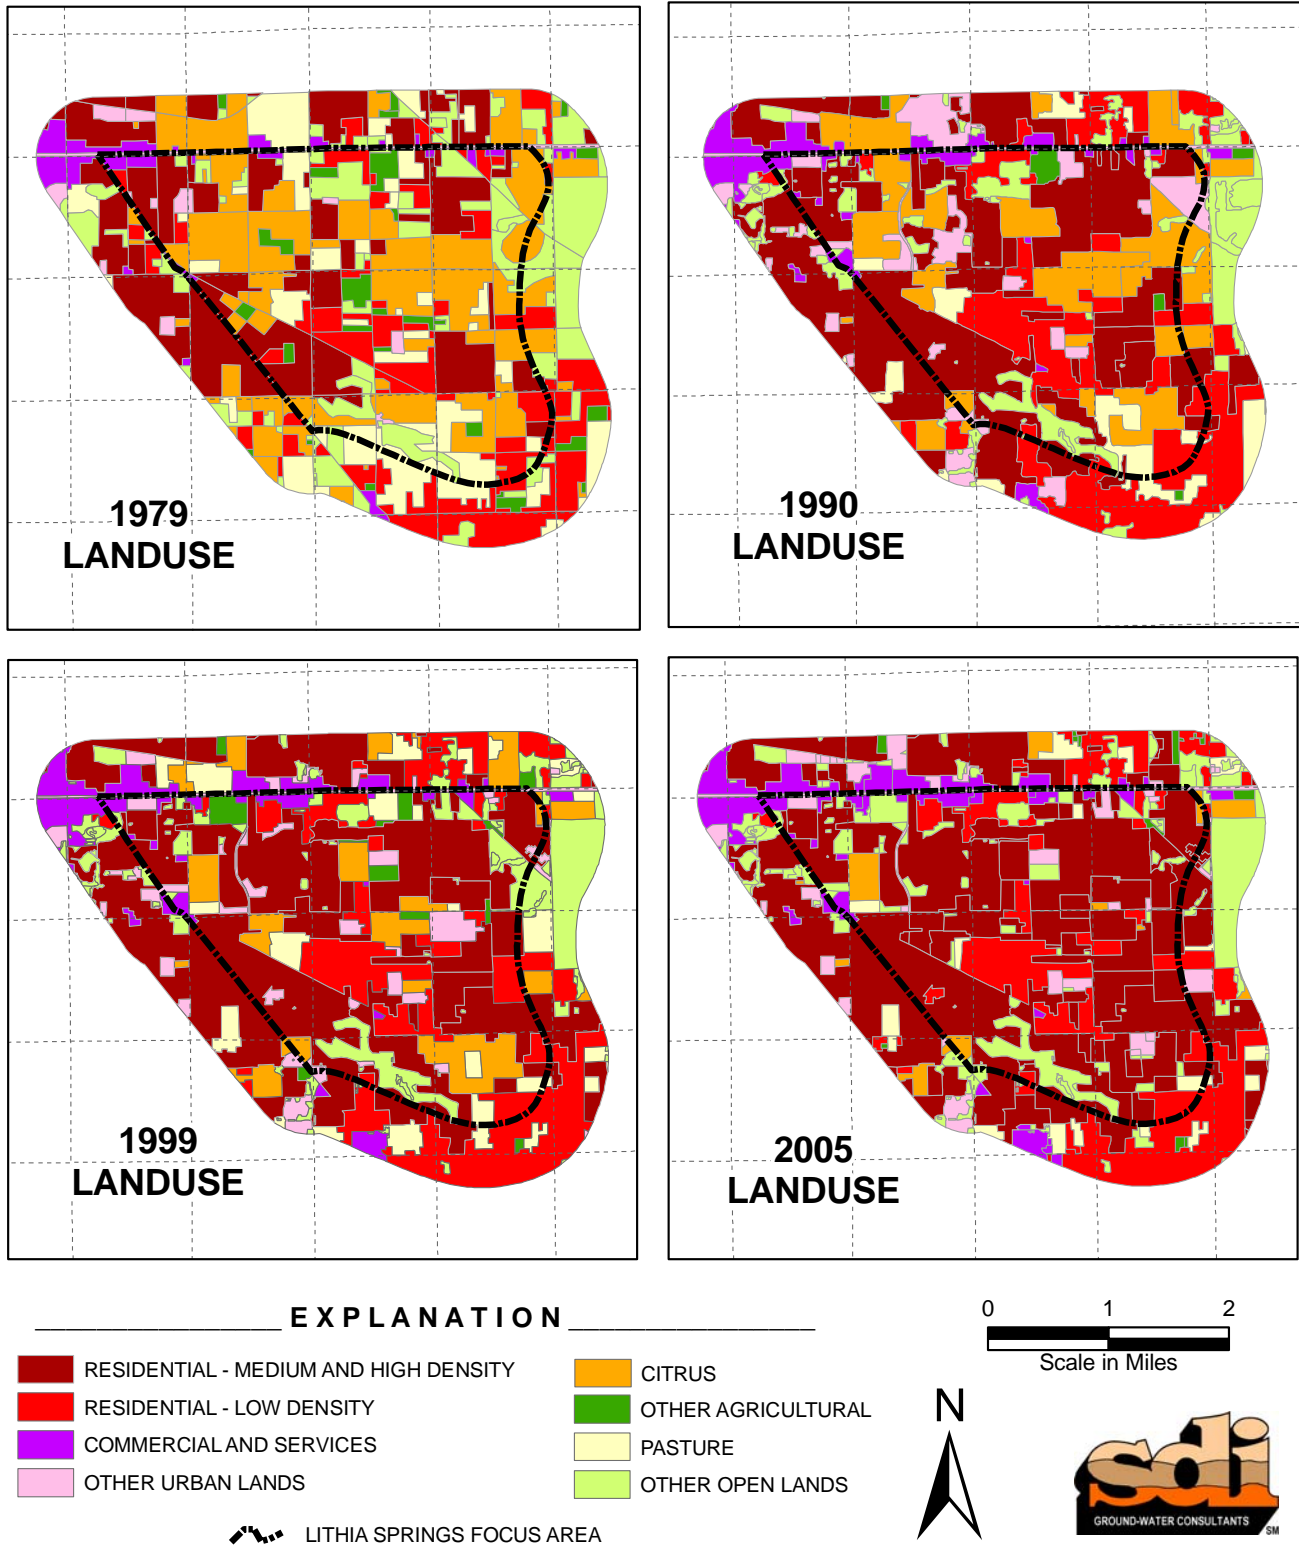 1979
LANDUSE
1990
LANDUSE
1999
LANDUSE
2005
LANDUSE
EXPLANATION
RESIDENTIAL - MEDIUM AND HIGH DENSITY
RESIDENTIAL - LOW DENSITY
COMMERCIAL AND SERVICES
OTHER URBAN LANDS
CITRUS
OTHER AGRICULTURAL
PASTURE
OTHER OPEN LANDS
LITHIA SPRINGS FOCUS AREA
0 1 2
Scale in Miles
N
sdi
GROUND-WATER CONSULTANTS
SM